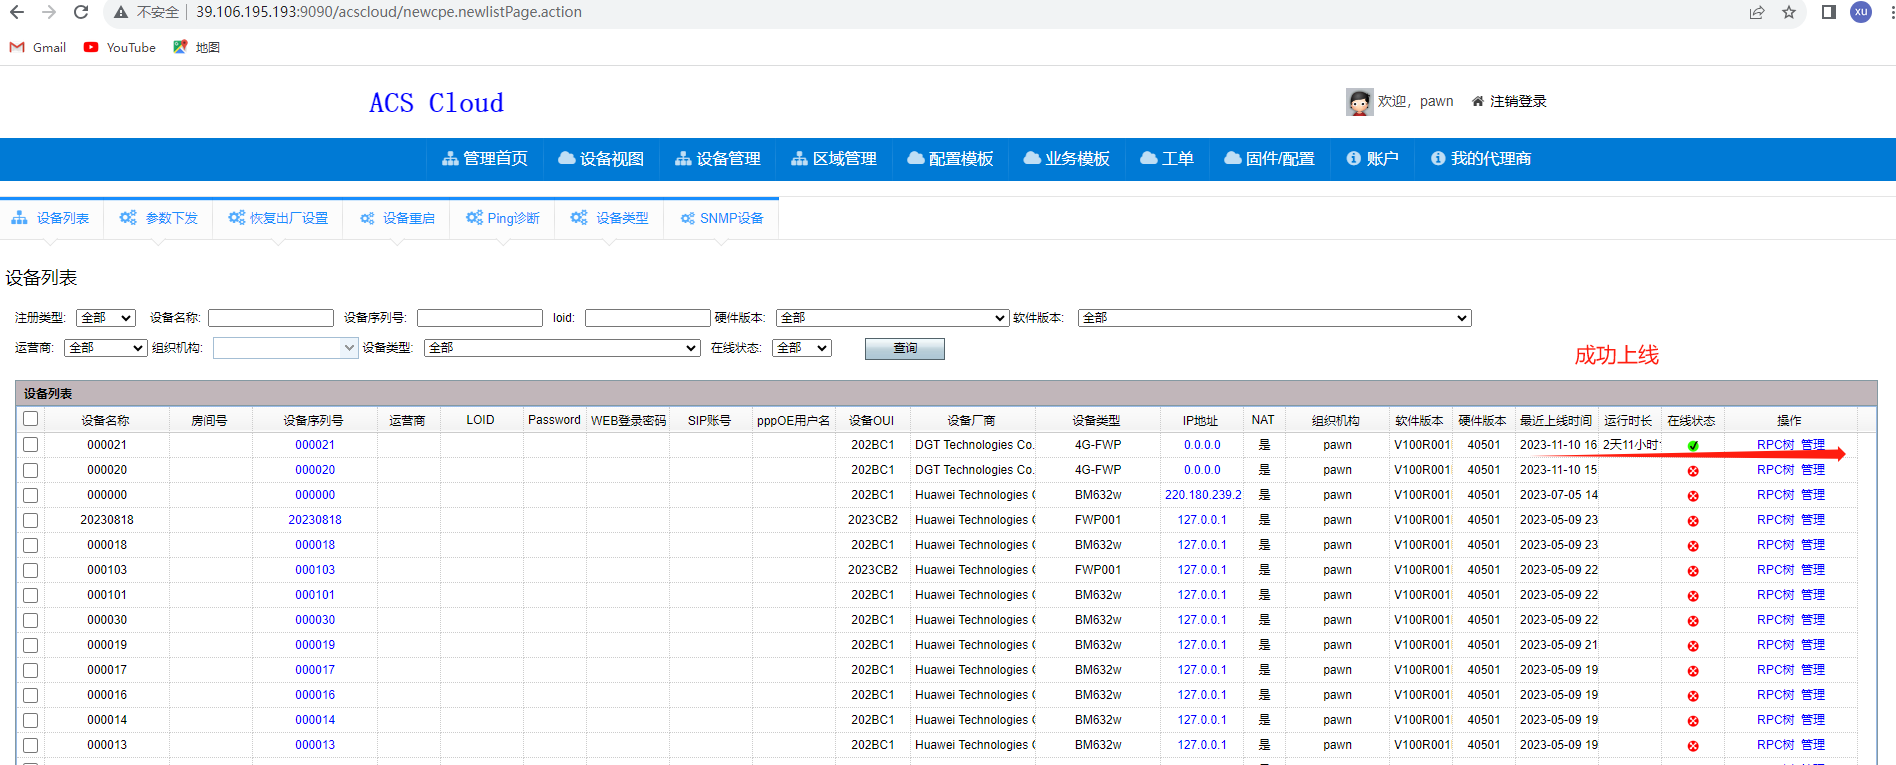 不安全 39.106.195.193:9090/acscloud/newcpe.newlistPage.action XU
Gmail YouTube 地图
ACS Cloud 欢迎，pawn 注销登录
管理首页 设备视图 设备管理 区域管理 配置模板 业务模板 工单 固件/配置 账户 我的代理商
设备列表 参数下发 恢复出厂设置 设备重启 Ping诊断 设备类型 SNMP设备
设备列表
注册类型: 全部 设备名称: 设备序列号: loid: 硬件版本: 全部 软件版本: 全部
运营商: 全部 组织机构: 设备类型: 全部 在线状态: 全部 查询
成功上线
设备列表
设备名称 房间号 设备序列号 运营商 LOID Password WEB登录密码 SIP账号 pppOE用户名 设备OUI 设备厂商 设备类型 IP地址 NAT 组织机构 软件版本 硬件版本 最近上线时间 运行时长 在线状态 操作
000021 000021 202BC1 DGT Technologies Co. 4G-FWP 0.0.0.0 是 pawn V100R001 40501 2023-11-10 16 2天11小时 RPC树 管理
000020 000020 202BC1 DGT Technologies Co. 4G-FWP 0.0.0.0 是 pawn V100R001 40501 2023-11-10 15 RPC树 管理
000000 000000 202BC1 Huawei Technologies BM632w 220.180.239.2 是 pawn V100R001 40501 2023-07-05 14 RPC树 管理
20230818 20230818 2023CB2 Huawei Technologies FWP001 127.0.0.1 是 pawn V100R001 40501 2023-05-09 23 RPC树 管理
000018 000018 202BC1 Huawei Technologies BM632w 127.0.0.1 是 pawn V100R001 40501 2023-05-09 23 RPC树 管理
000103 000103 2023CB2 Huawei Technologies FWP001 127.0.0.1 是 pawn V100R001 40501 2023-05-09 22 RPC树 管理
000101 000101 202BC1 Huawei Technologies BM632w 127.0.0.1 是 pawn V100R001 40501 2023-05-09 22 RPC树 管理
000030 000030 202BC1 Huawei Technologies BM632w 127.0.0.1 是 pawn V100R001 40501 2023-05-09 22 RPC树 管理
000019 000019 202BC1 Huawei Technologies BM632w 127.0.0.1 是 pawn V100R001 40501 2023-05-09 21 RPC树 管理
000017 000017 202BC1 Huawei Technologies BM632w 127.0.0.1 是 pawn V100R001 40501 2023-05-09 19 RPC树 管理
000016 000016 202BC1 Huawei Technologies BM632w 127.0.0.1 是 pawn V100R001 40501 2023-05-09 19 RPC树 管理
000014 000014 202BC1 Huawei Technologies BM632w 127.0.0.1 是 pawn V100R001 40501 2023-05-09 19 RPC树 管理
000013 000013 202BC1 Huawei Technologies BM632w 127.0.0.1 是 pawn V100R001 40501 2023-05-09 19 RPC树 管理